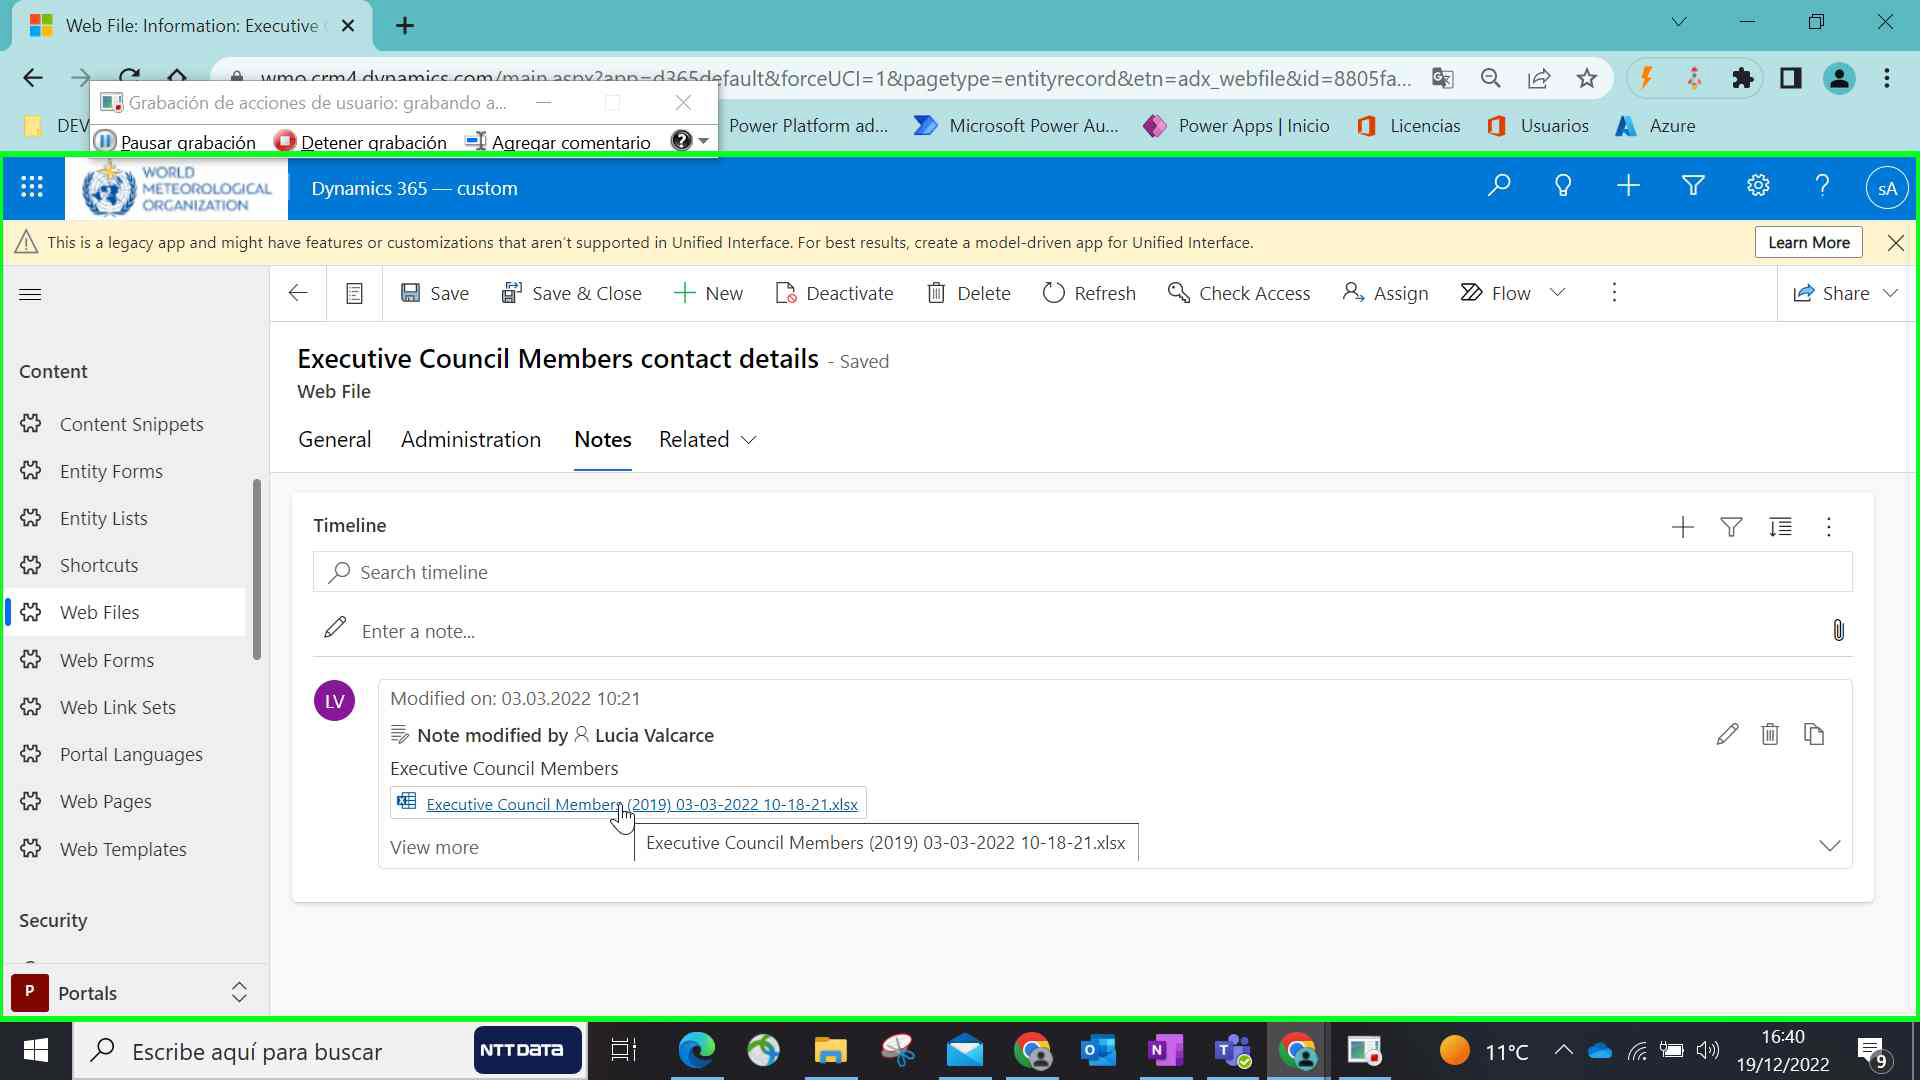 Web File: Information: Executive
wmo.crm4.dynamics.com/main.aspx?app=d365default&forceUCI=1&pagetype=entityrecord&etn=adx_webfile&id=8805fa...
Grabación de acciones de usuario: grabando a...
DEV
Power Platform ad...
Microsoft Power Au...
Power Apps | Inicio
Licencias
Usuarios
Azure
Pausar grabación
Detener grabación
Agregar comentario
WORLD
METEOROLOGICAL
ORGANIZATION
Dynamics 365 — custom
sA
This is a legacy app and might have features or customizations that aren't supported in Unified Interface. For best results, create a model-driven app for Unified Interface.
Learn More
Save
Save & Close
New
Deactivate
Delete
Refresh
Check Access
Assign
Flow
Share
Content
Content Snippets
Entity Forms
Entity Lists
Shortcuts
Web Files
Web Forms
Web Link Sets
Portal Languages
Web Pages
Web Templates
Security
P
Portals
Executive Council Members contact details - Saved
Web File
General
Administration
Notes
Related
Timeline
Search timeline
Enter a note...
LV
Modified on: 03.03.2022 10:21
Note modified by Lucia Valcarce
Executive Council Members
Executive Council Members (2019) 03-03-2022 10-18-21.xlsx
Executive Council Members (2019) 03-03-2022 10-18-21.xlsx
View more
Escribe aquí para buscar
NTT DATA
11°C
16:40
19/12/2022
9